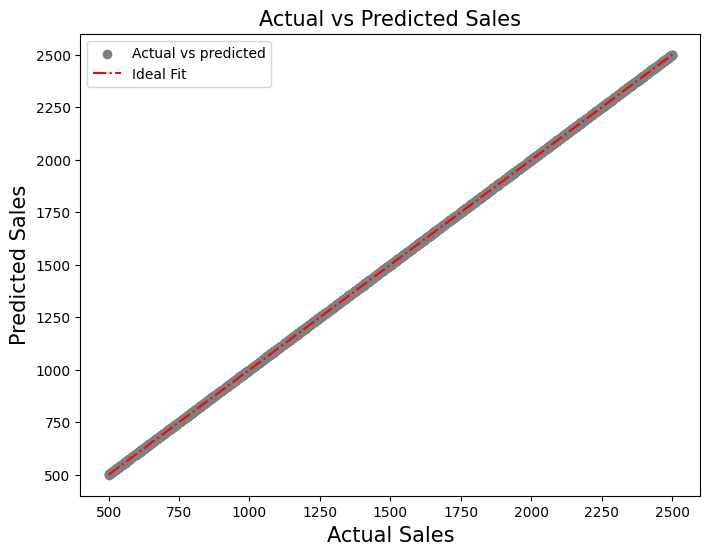 Actual vs Predicted Sales
Actual vs predicted
Ideal Fit
Predicted Sales
2500
2250
2000
1750
1500
1250
1000
750
500
500 750 1000 1250 1500 1750 2000 2250 2500
Actual Sales